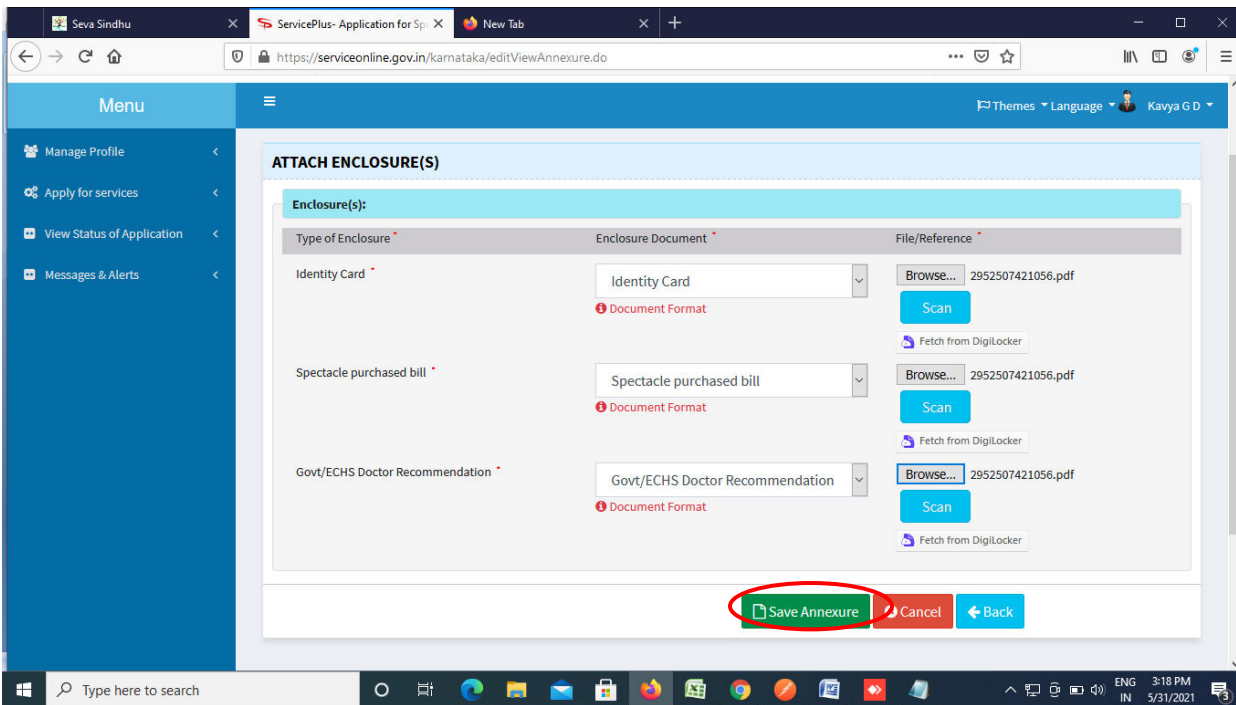 Seva Sindhu
ServicePlus- Application for Sp
New Tab
https://serviceonline.gov.in/karnataka/editViewAnnexure.do
Menu
Themes Language Kavya G D
Manage Profile
Apply for services
View Status of Application
Messages & Alerts
ATTACH ENCLOSURE(S)
Enclosure(s):
Type of Enclosure * Enclosure Document * File/Reference *
Identity Card * Identity Card Browse... 2952507421056.pdf
Document Format Scan
Fetch from DigiLocker
Spectacle purchased bill * Spectacle purchased bill Browse... 2952507421056.pdf
Document Format Scan
Fetch from DigiLocker
Govt/ECHS Doctor Recommendation * Govt/ECHS Doctor Recommendation Browse... 2952507421056.pdf
Document Format Scan
Fetch from DigiLocker
Save Annexure Cancel Back
Type here to search
ENG 3:18 PM
IN 5/31/2021
3